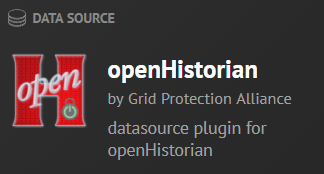 DATA SOURCE
openHistorian
by Grid Protection Alliance
datasource plugin for
openHistorian
open
H